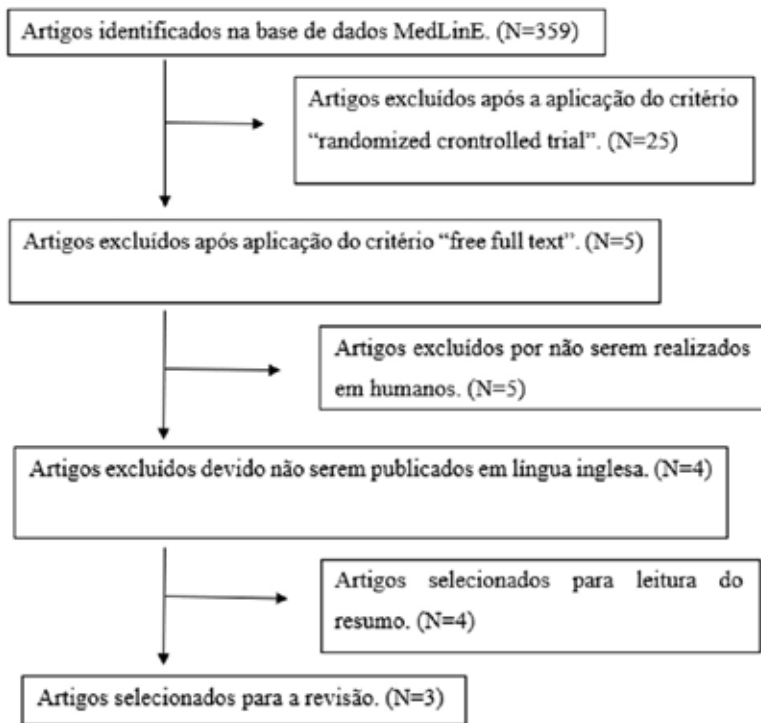 Artigos identificados na base de dados MedLinE. (N=359)
Artigos excluídos após a aplicação do critério
“randomized crontrolled trial”. (N=25)
Artigos excluídos após aplicação do critério “free full text”. (N=5)
Artigos excluídos por não serem realizados
em humanos. (N=5)
Artigos excluídos devido não serem publicados em língua inglesa. (N=4)
Artigos selecionados para leitura do
resumo. (N=4)
Artigos selecionados para a revisão. (N=3)